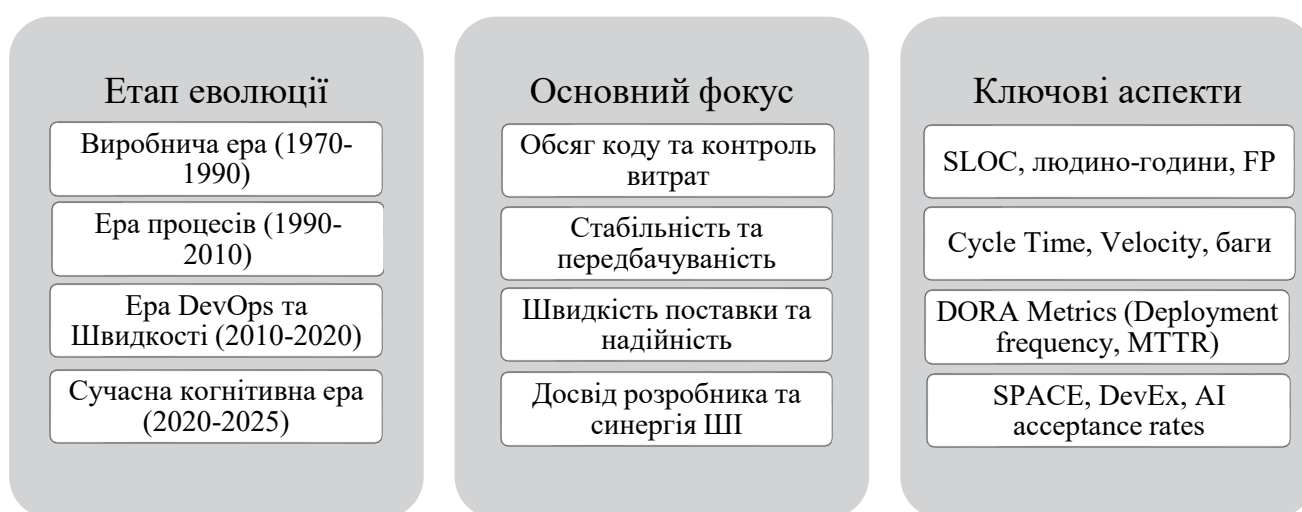 Етап еволюції
Виробнича ера (1970-
1990)
Ера процесів (1990-
2010)
Ера DevOps та
Швидкості (2010-2020)
Сучасна когнітивна ера
(2020-2025)
Основний фокус
Обсяг коду та контроль
витрат
Стабільність та
передбачуваність
Швидкість поставки та
надійність
Досвід розробника та
синергія ШІ
Ключові аспекти
SLOC, людино-години, FP
Cycle Time, Velocity, баги
DORA Metrics (Deployment
frequency, MTTR)
SPACE, DevEx, AI
acceptance rates